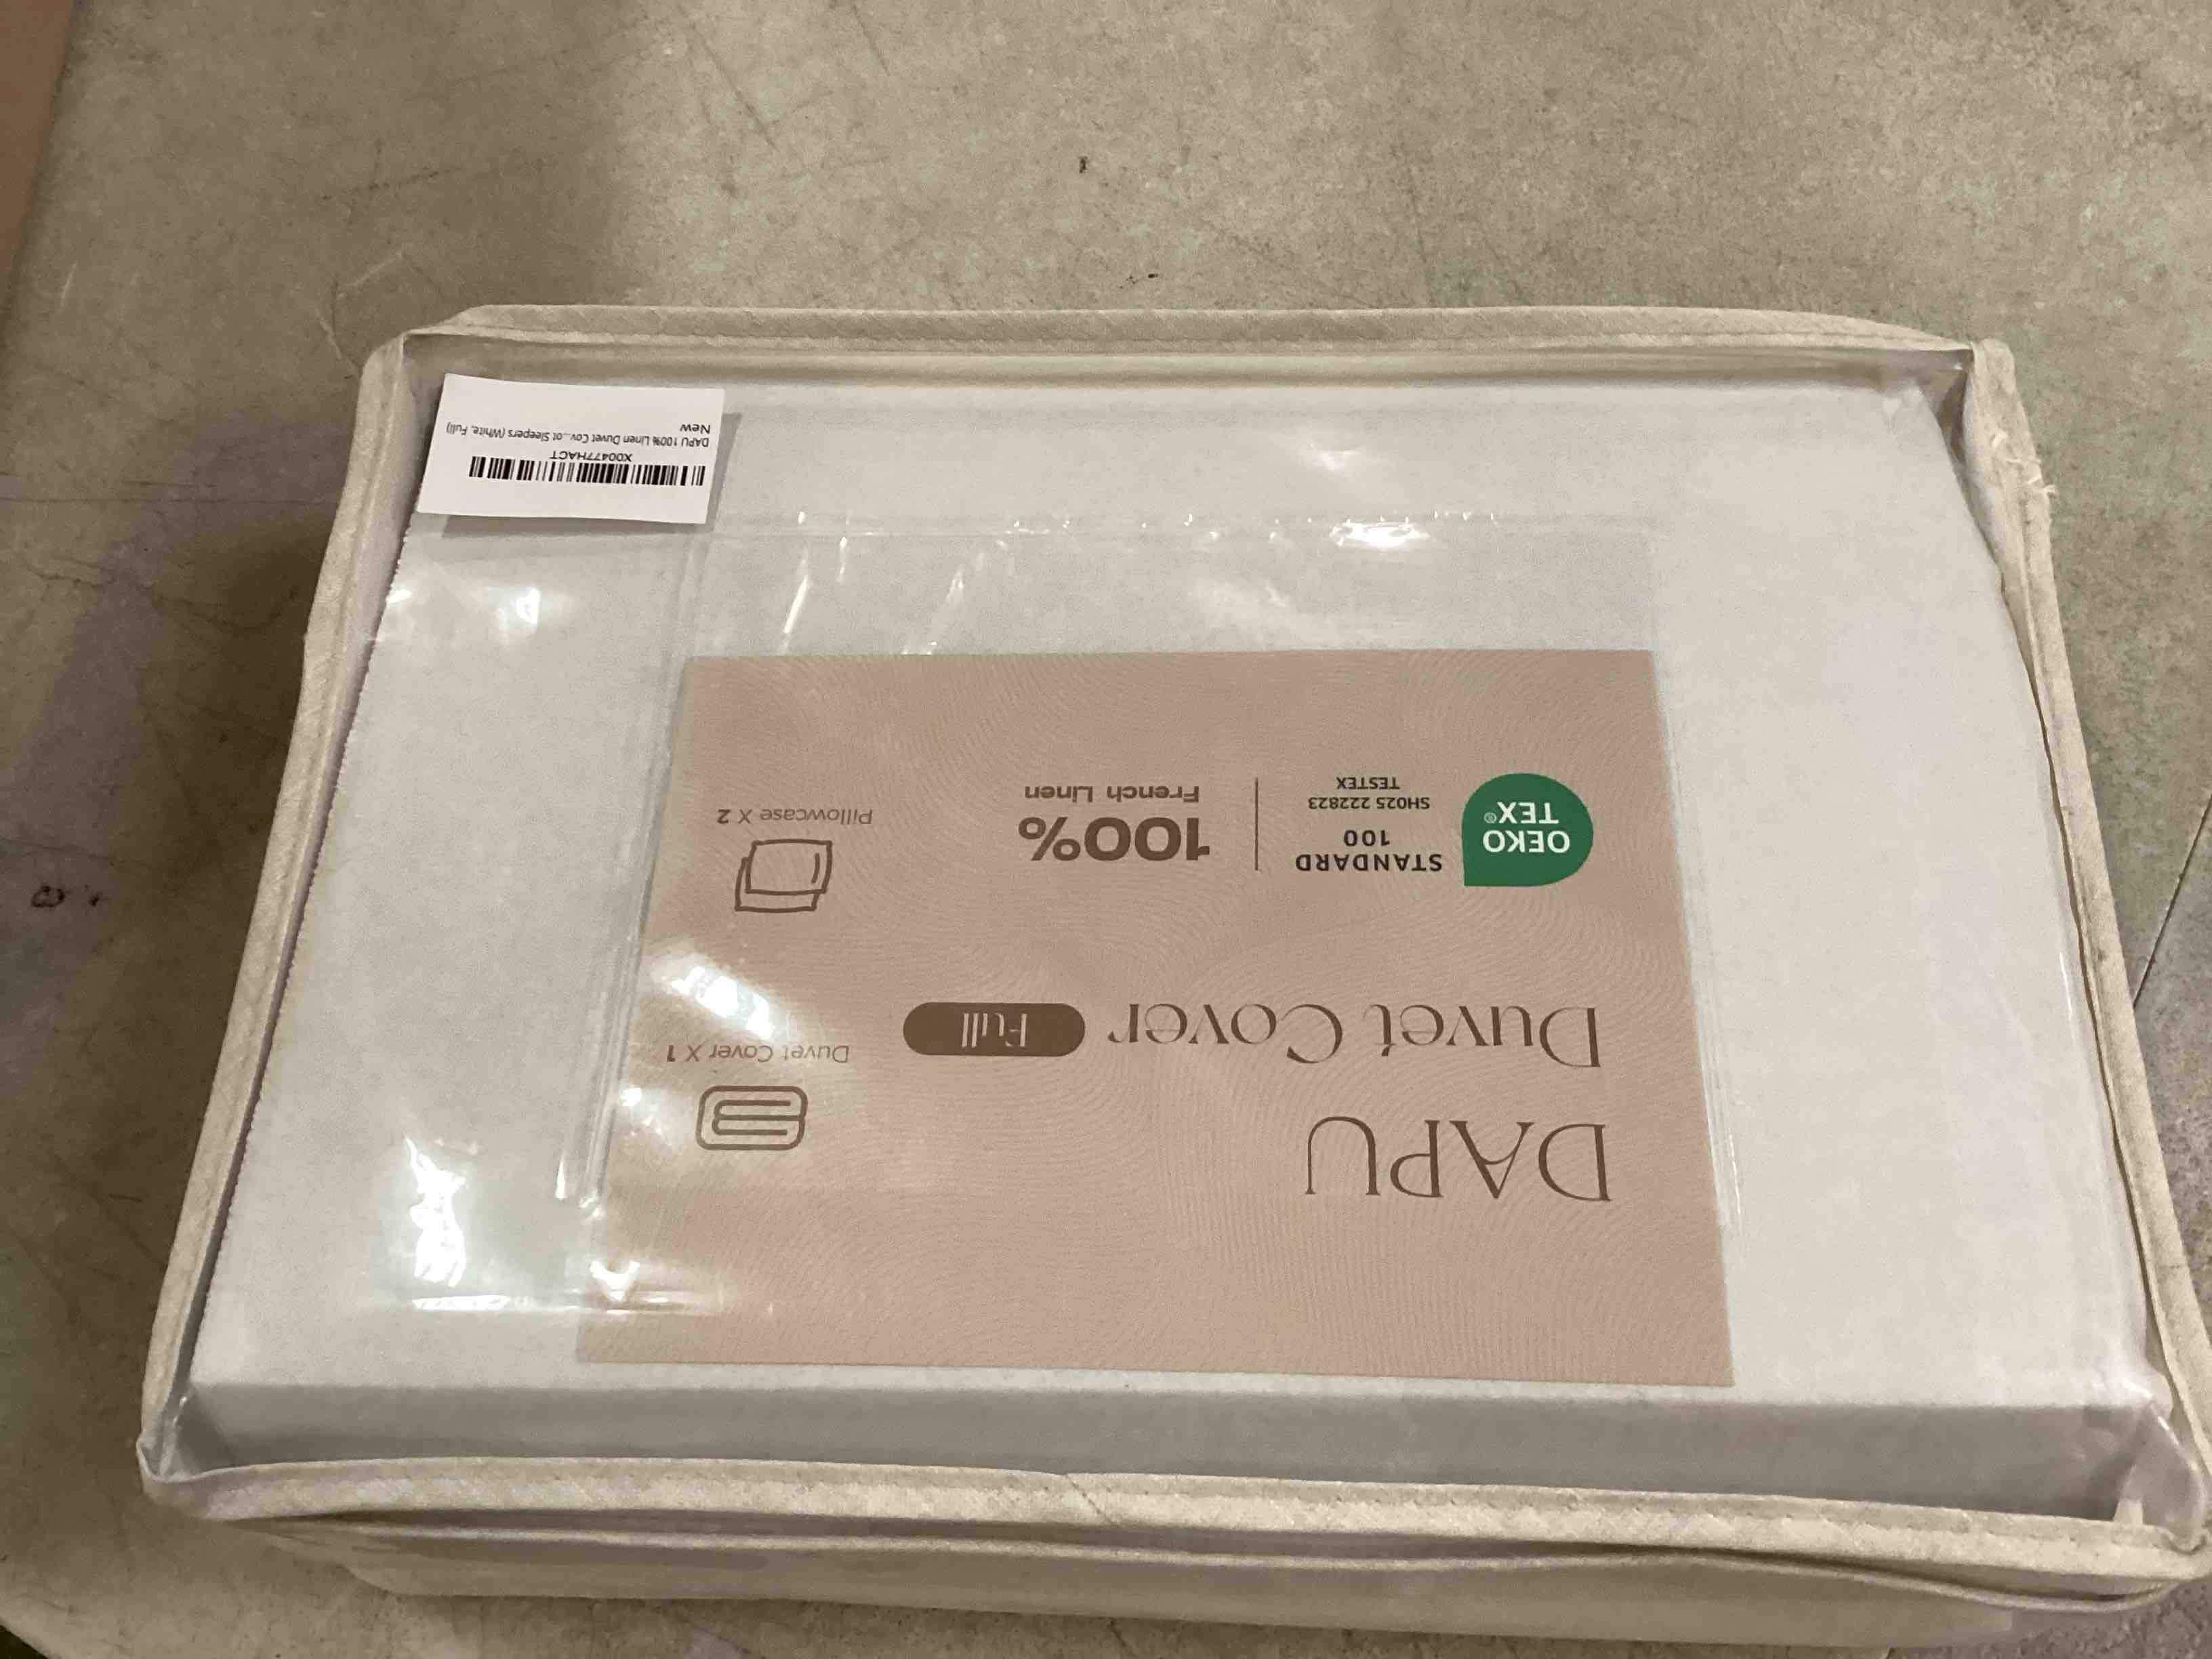 DAPU
Duvet Cover Full
OEKO
TEX®
STANDARD
100
SH025 222823
TESTEX
100%
French Linen
Duvet Cover X 1
Pillowcase X 2
X00477HACT
DAPU 100% Linen Duvet Cov...ot Sleepers (White, Full)
New